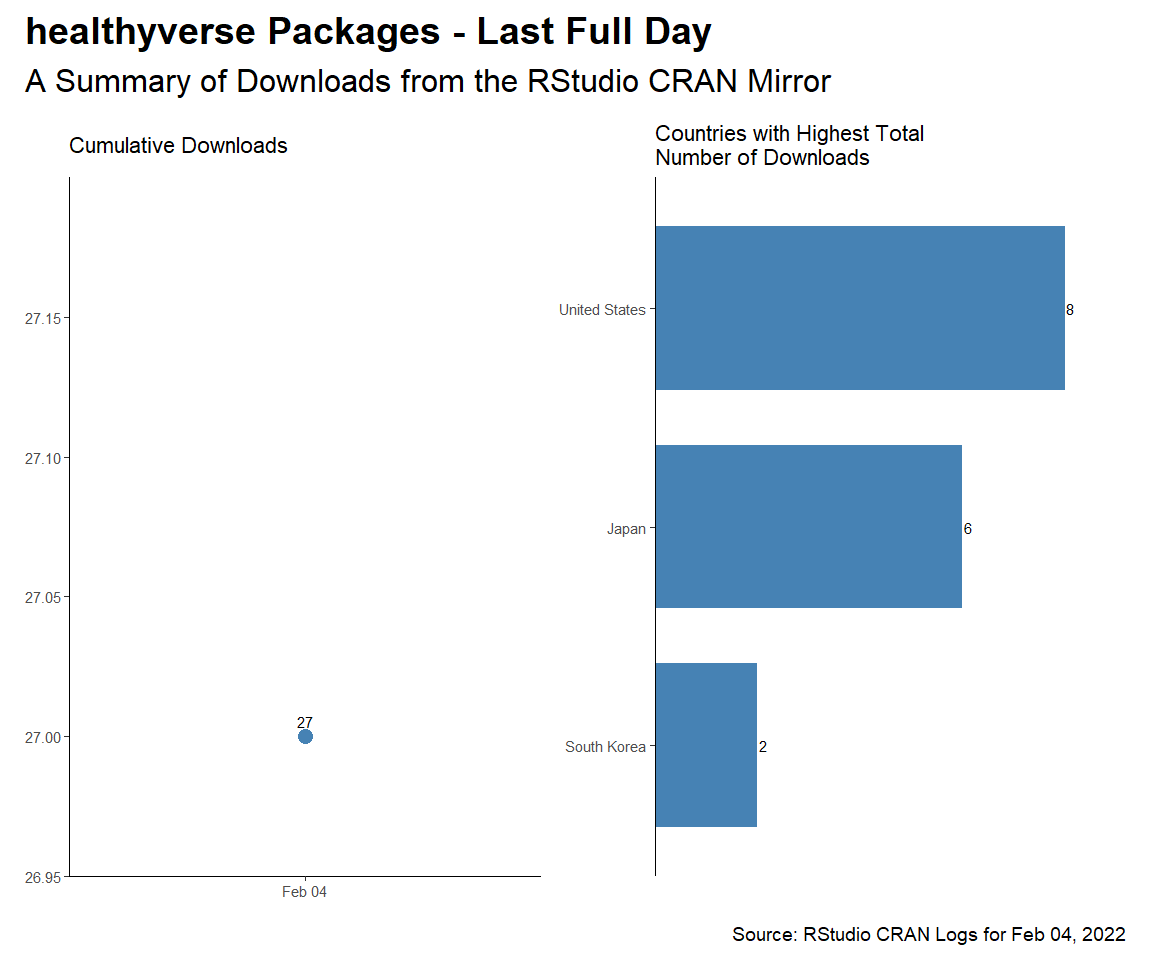 healthyverse Packages - Last Full Day
A Summary of Downloads from the RStudio CRAN Mirror
Cumulative Downloads
27.15
27.10
27.05
27.00
26.95
27
Feb 04
Countries with Highest Total
Number of Downloads
United States
8
Japan
6
South Korea
2
Source: RStudio CRAN Logs for Feb 04, 2022